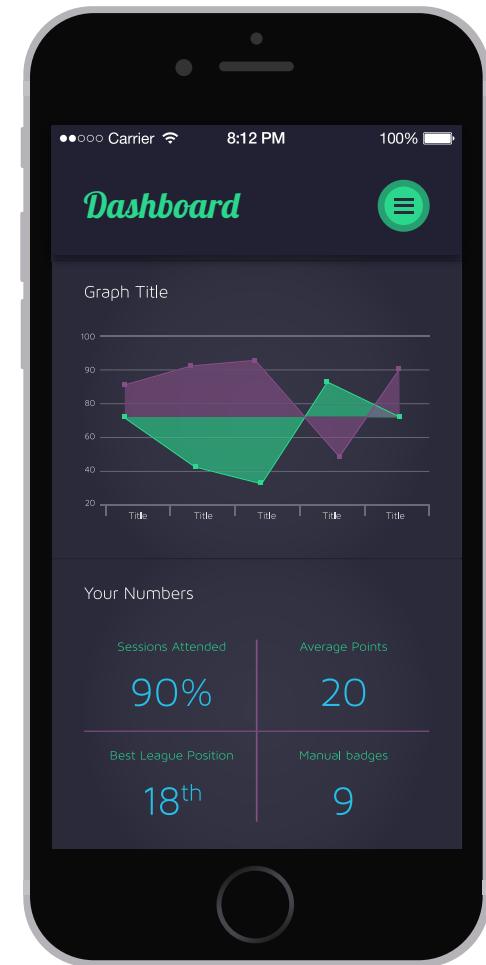 Carrier 8:12 PM 100%
Dashboard
Graph Title
100
90
80
60
40
20
Title Title Title Title Title
Your Numbers
Sessions Attended Average Points
90% 20
Best League Position Manual badges
18th 9